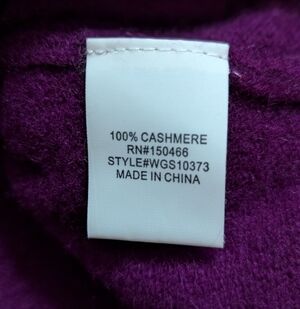 100% CASHMERE
RN#150466
STYLE#WGS10373
MADE IN CHINA